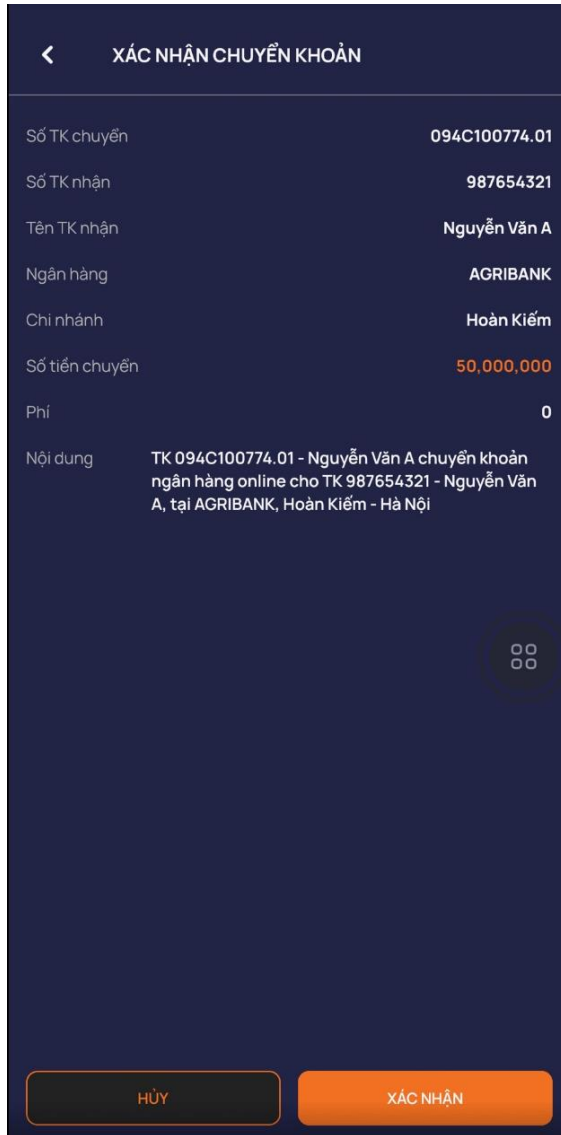 XÁC NHẬN CHUYỂN KHOẢN
Số TK chuyển 094C100774.01
Số TK nhận 987654321
Tên TK nhận Nguyễn Văn A
Ngân hàng AGRIBANK
Chi nhánh Hoàn Kiếm
Số tiền chuyển 50,000,000
Phí 0
Nội dung TK 094C100774.01 - Nguyễn Văn A chuyển khoản
ngân hàng online cho TK 987654321 - Nguyễn Văn
A, tại AGRIBANK, Hoàn Kiếm - Hà Nội
HỦY XÁC NHẬN